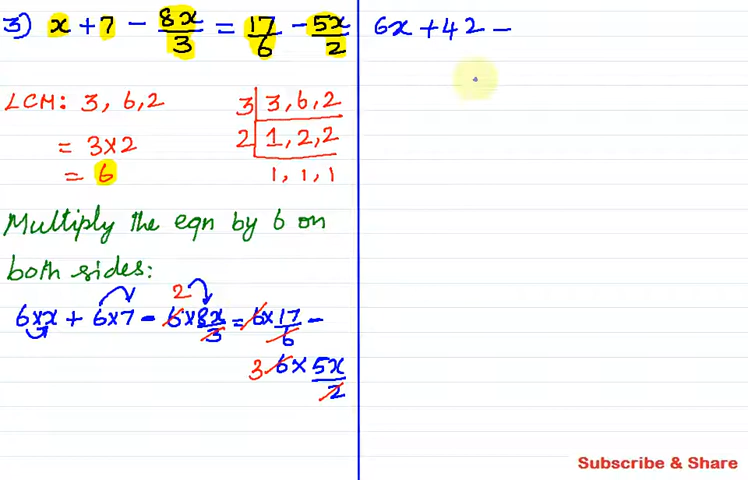 3) x + 7 − 8x/3 = 17/6 − 5x/2
LCM: 3, 6, 2
= 3×2
= 6
3 | 3, 6, 2
2 | 1, 2, 2
1, 1, 1
Multiply the eqn by 6 on
both sides:
2
6×x + 6×7 − 6×8x/3 = 6×17/6 −
3 6×5x/2
6x + 42 −
Subscribe & Share